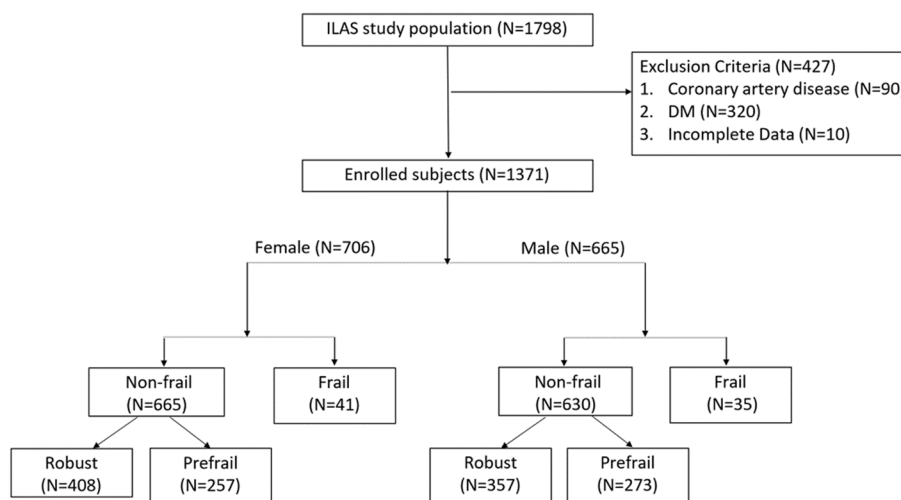 ILAS study population (N=1798)
Exclusion Criteria (N=427)
1. Coronary artery disease (N=90)
2. DM (N=320)
3. Incomplete Data (N=10)
Enrolled subjects (N=1371)
Female (N=706)
Male (N=665)
Non-frail
(N=665)
Frail
(N=41)
Non-frail
(N=630)
Frail
(N=35)
Robust
(N=408)
Prefrail
(N=257)
Robust
(N=357)
Prefrail
(N=273)